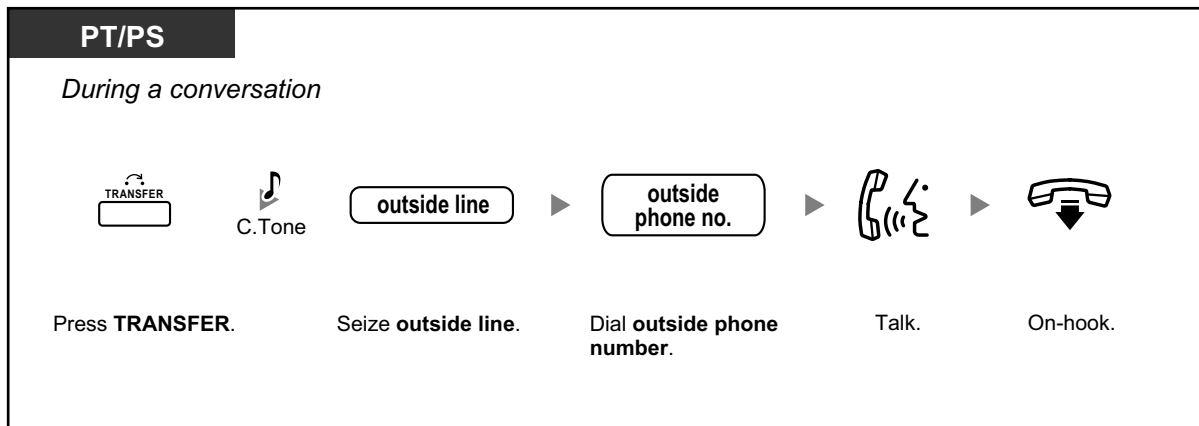 PT/PS
During a conversation
TRANSFER
C.Tone
outside line
outside
phone no.
Press TRANSFER.
Seize outside line.
Dial outside phone
number.
Talk.
On-hook.